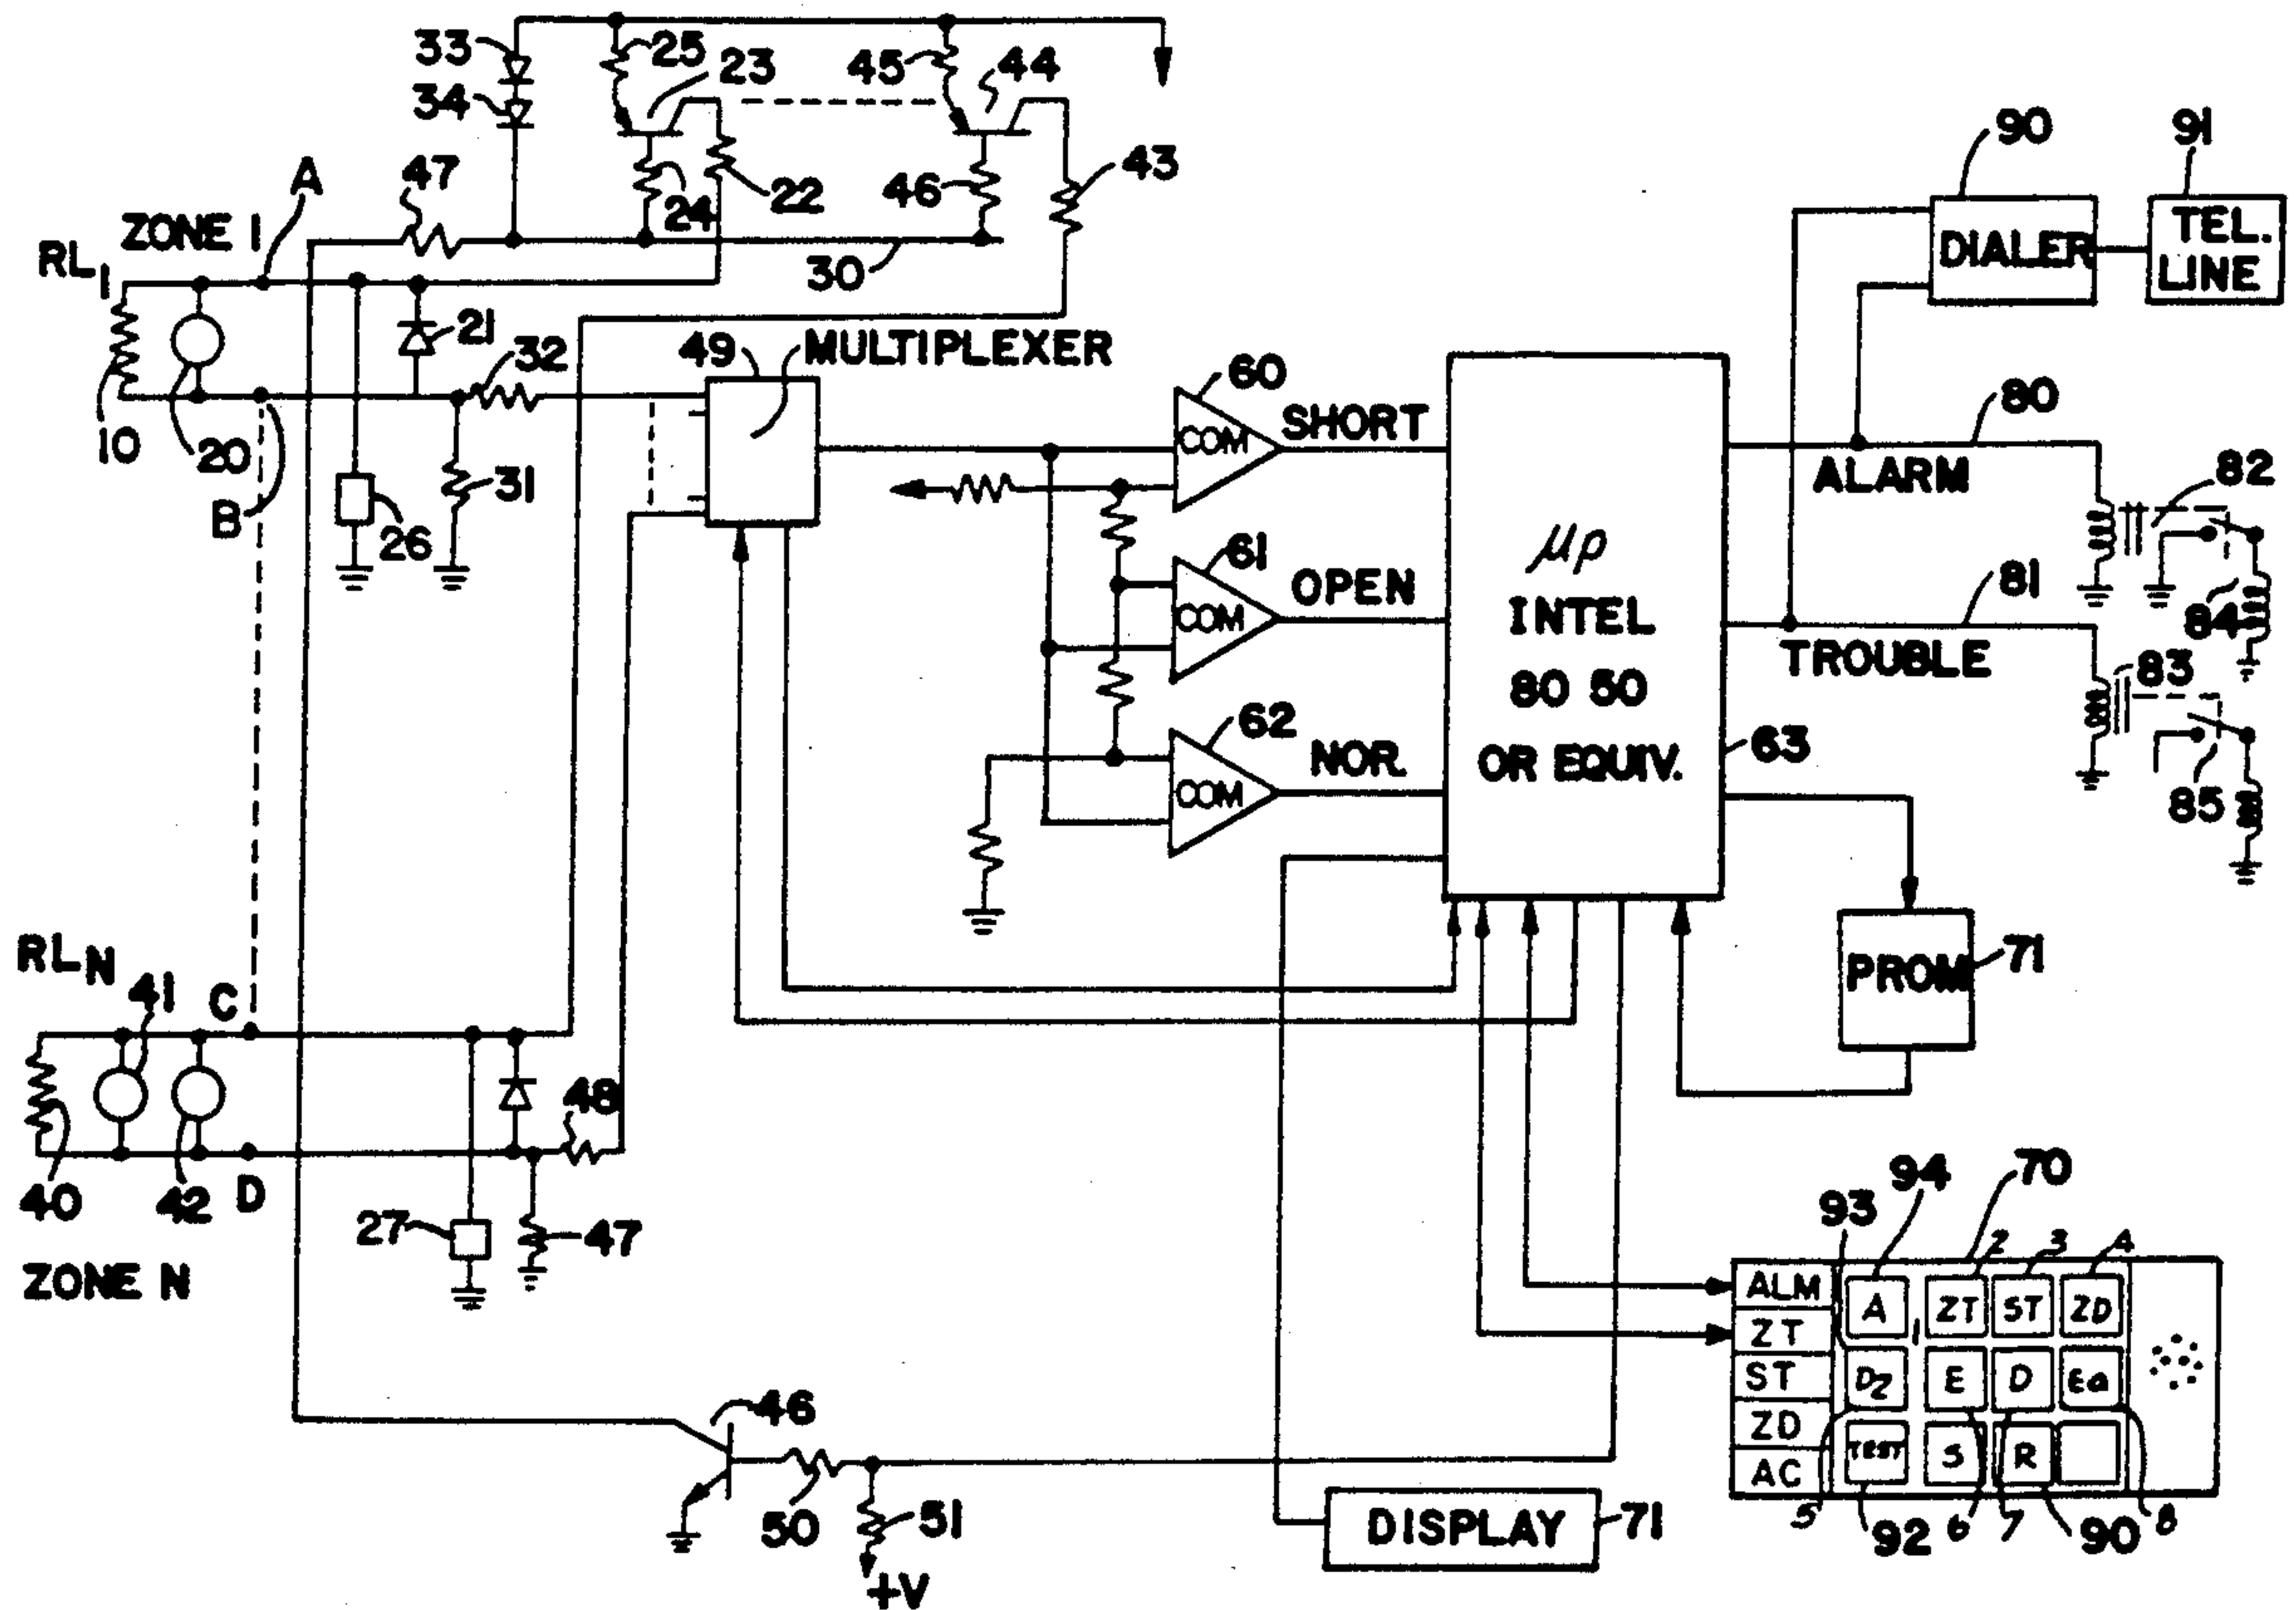 33
25
23
45
44
34
47
A
ZONE 1
24
22
46
43
30
RL1
21
32
49
MULTIPLEXER
10
20
B
26
31
60
COM
SHORT
61
COM
OPEN
62
COM
NOR.
μp
INTEL
80 50
OR EQUIV.
63
90
91
DIALER
TEL.
LINE
80
ALARM
82
84
81
TROUBLE
83
85
PROM
71
RLN
41
C
40
42
D
48
27
47
ZONE N
46
50
51
+V
DISPLAY
71
93
94
70
2
3
4
ALM
ZT
ST
ZD
AC
A
1
ZT
ST
ZD
DZ
E
D
Ea
TEST
S
R
5
92
6
7
90
8